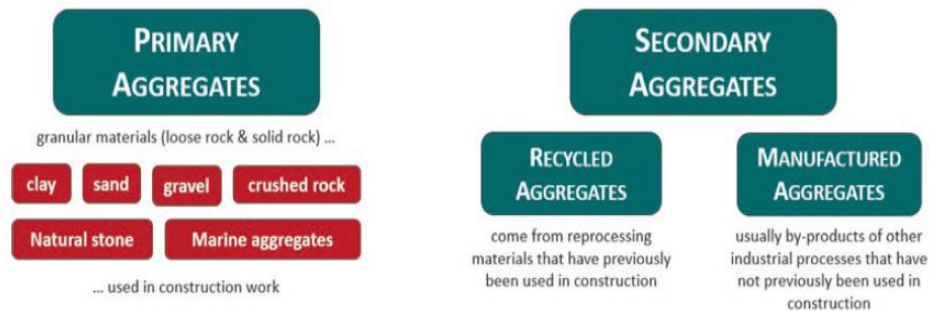 PRIMARY
AGGREGATES
granular materials (loose rock & solid rock) ...
clay
sand
gravel
crushed rock
Natural stone
Marine aggregates
... used in construction work
SECONDARY
AGGREGATES
RECYCLED
AGGREGATES
come from reprocessing
materials that have previously
been used in construction
MANUFACTURED
AGGREGATES
usually by-products of other
industrial processes that have
not previously been used in
construction